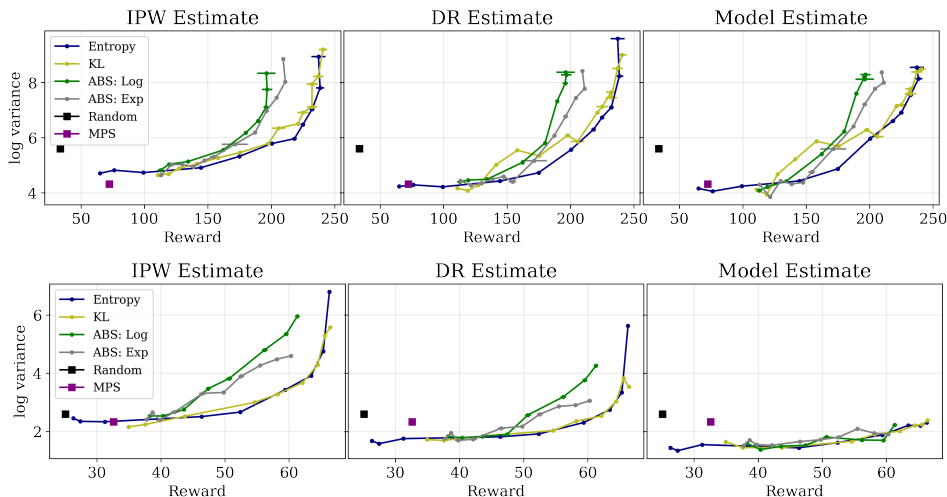 IPW Estimate
DR Estimate
Model Estimate
log variance
8
6
4
Entropy
KL
ABS: Log
ABS: Exp
Random
MPS
50 100 150 200 250
50 100 150 200 250
50 100 150 200 250
Reward
Reward
Reward
IPW Estimate
DR Estimate
Model Estimate
log variance
6
4
2
Entropy
KL
ABS: Log
ABS: Exp
Random
MPS
30 40 50 60
30 40 50 60
30 40 50 60
Reward
Reward
Reward